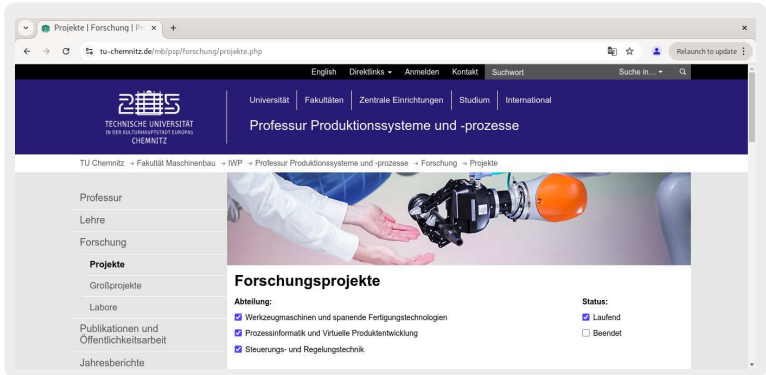 Projekte | Forschung | Pr
tu-chemnitz.de/mb/psp/forschung/projekte.php
Relaunch to update
English Direktlinks Anmelden Kontakt Suchwort Suche in...
TECHNISCHE UNIVERSITÄT
IN DER KULTURHAUPTSTADT EUROPAS
CHEMNITZ
Universität Fakultäten Zentrale Einrichtungen Studium International
Professur Produktionssysteme und -prozesse
TU Chemnitz → Fakultät Maschinenbau → IWP → Professur Produktionssysteme und -prozesse → Forschung → Projekte
Professur
Lehre
Forschung
Projekte
Großprojekte
Labore
Publikationen und
Öffentlichkeitsarbeit
Jahresberichte
Forschungsprojekte
Abteilung:
Werkzeugmaschinen und spanende Fertigungstechnologien
Prozessinformatik und Virtuelle Produktentwicklung
Steuerungs- und Regelungstechnik
Status:
Laufend
Beendet